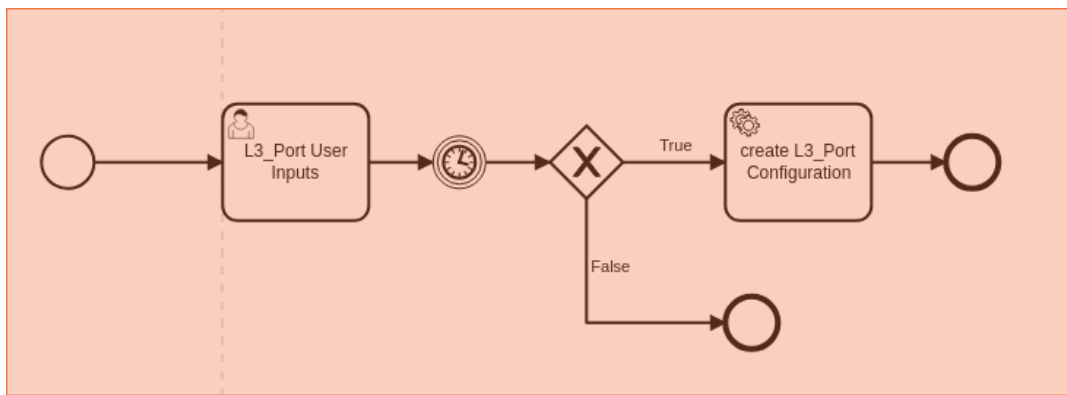 L3_Port User
Inputs
True
create L3_Port
Configuration
False